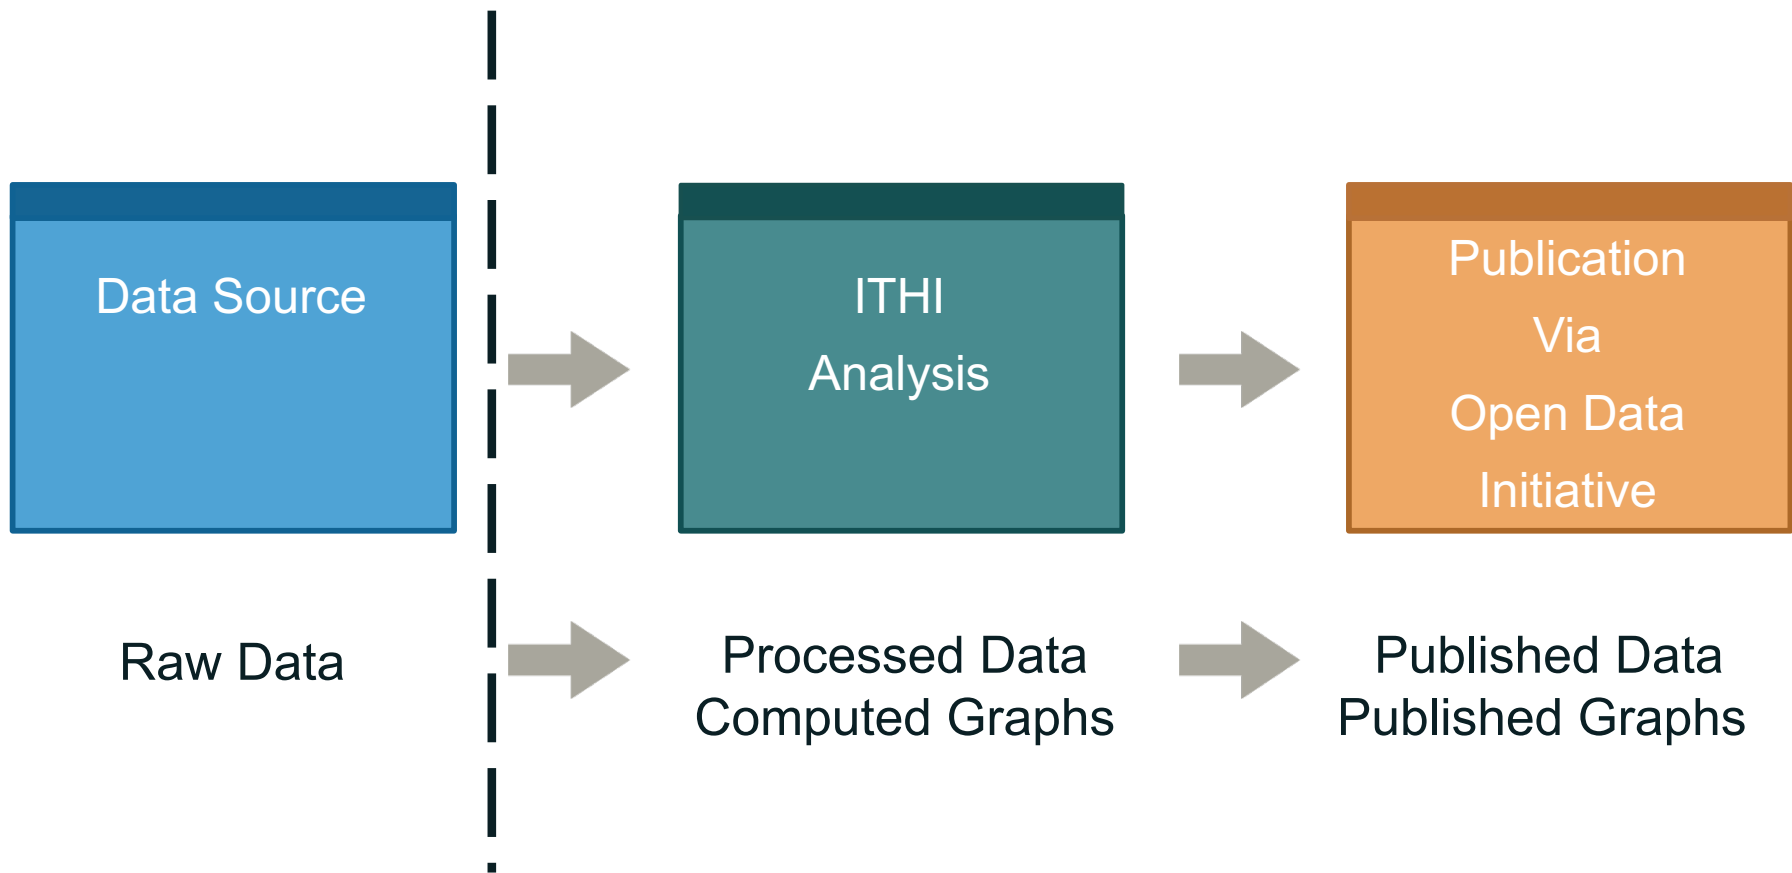 Data Source
ITHI
Analysis
Publication
Via
Open Data
Initiative
Raw Data
Processed Data
Computed Graphs
Published Data
Published Graphs